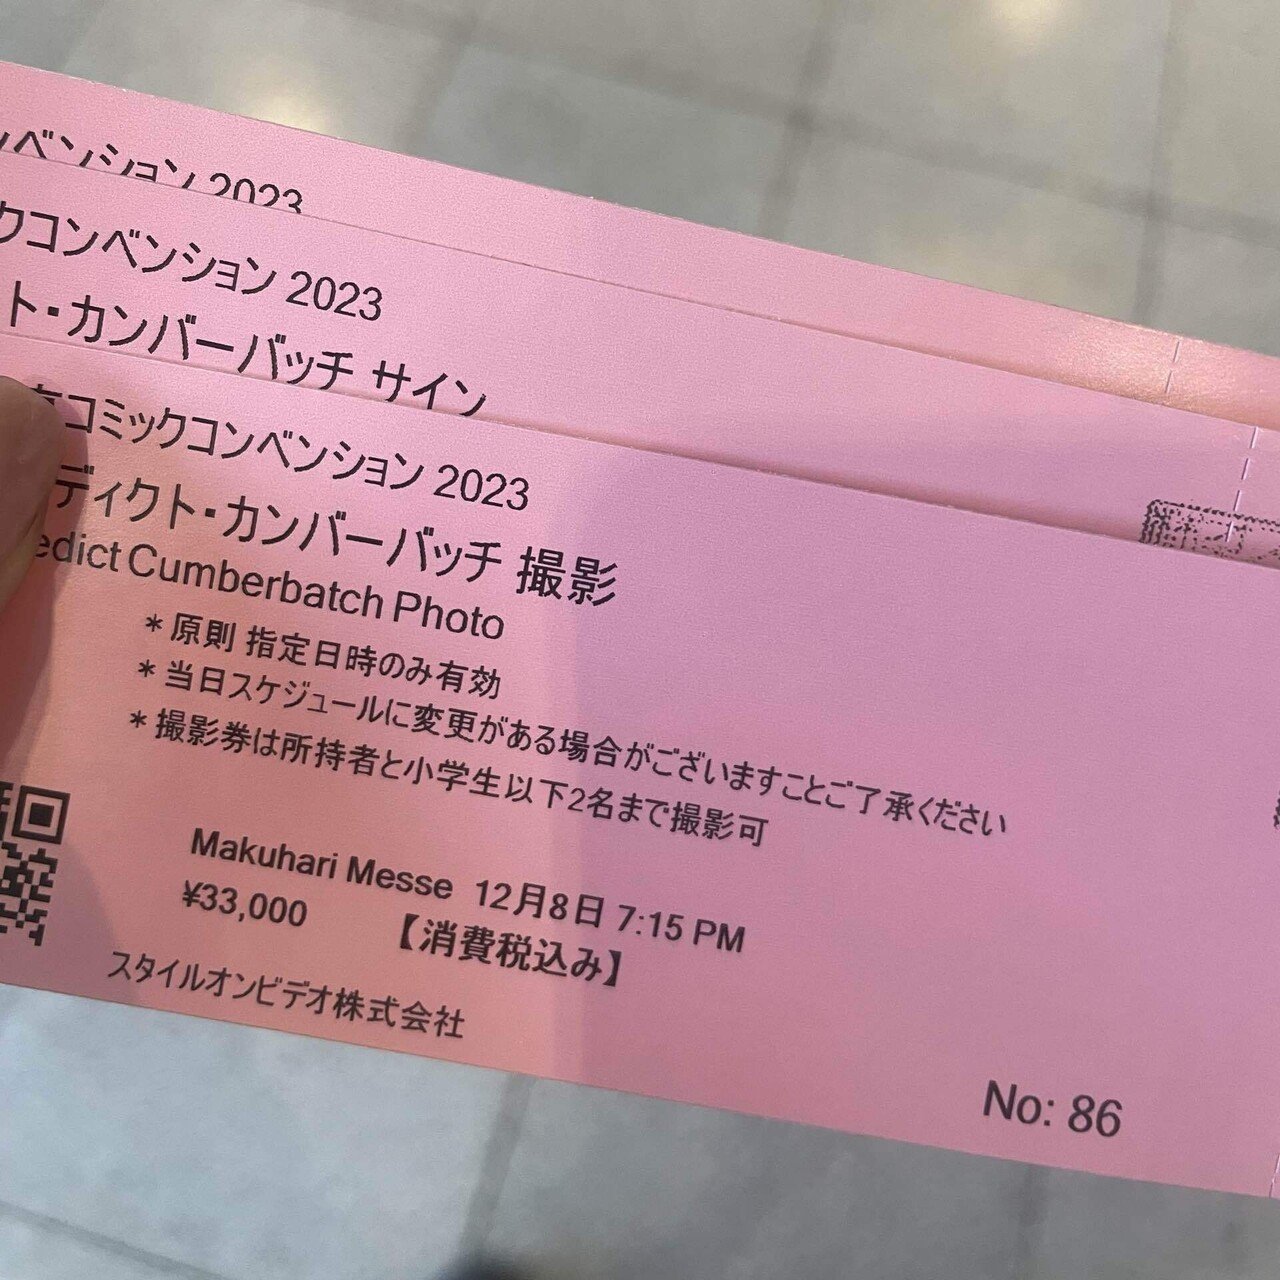 ンベンション 2023
クコンベンション 2023
ト・カンバーバッチ サイン
京コミックコンベンション 2023
ディクト・カンバーバッチ 撮影
edict Cumberbatch Photo
* 原則 指定日時のみ有効
* 当日スケジュールに変更がある場合がございますことご了承ください
* 撮影券は所持者と小学生以下2名まで撮影可
Makuhari Messe 12月8日 7:15 PM
¥33,000 【消費税込み】
スタイルオンビデオ株式会社
No: 86